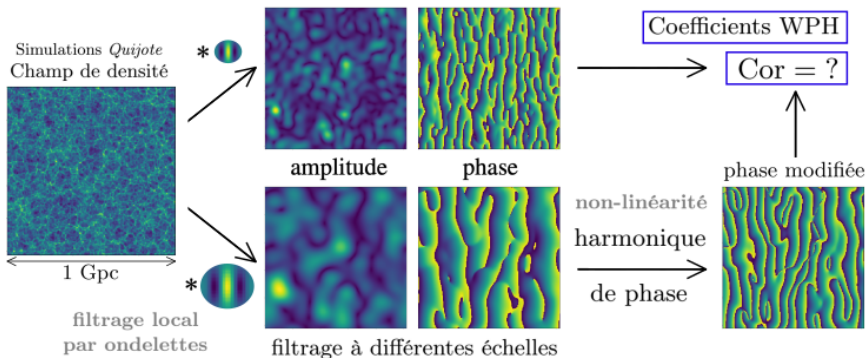 Simulations Quijote
Champ de densité
*
1 Gpc
*
filtrage local
par ondelettes
amplitude
phase
filtrage à différentes échelles
non-linéarité
harmonique
de phase
Coefficients WPH
Cor = ?
phase modifiée